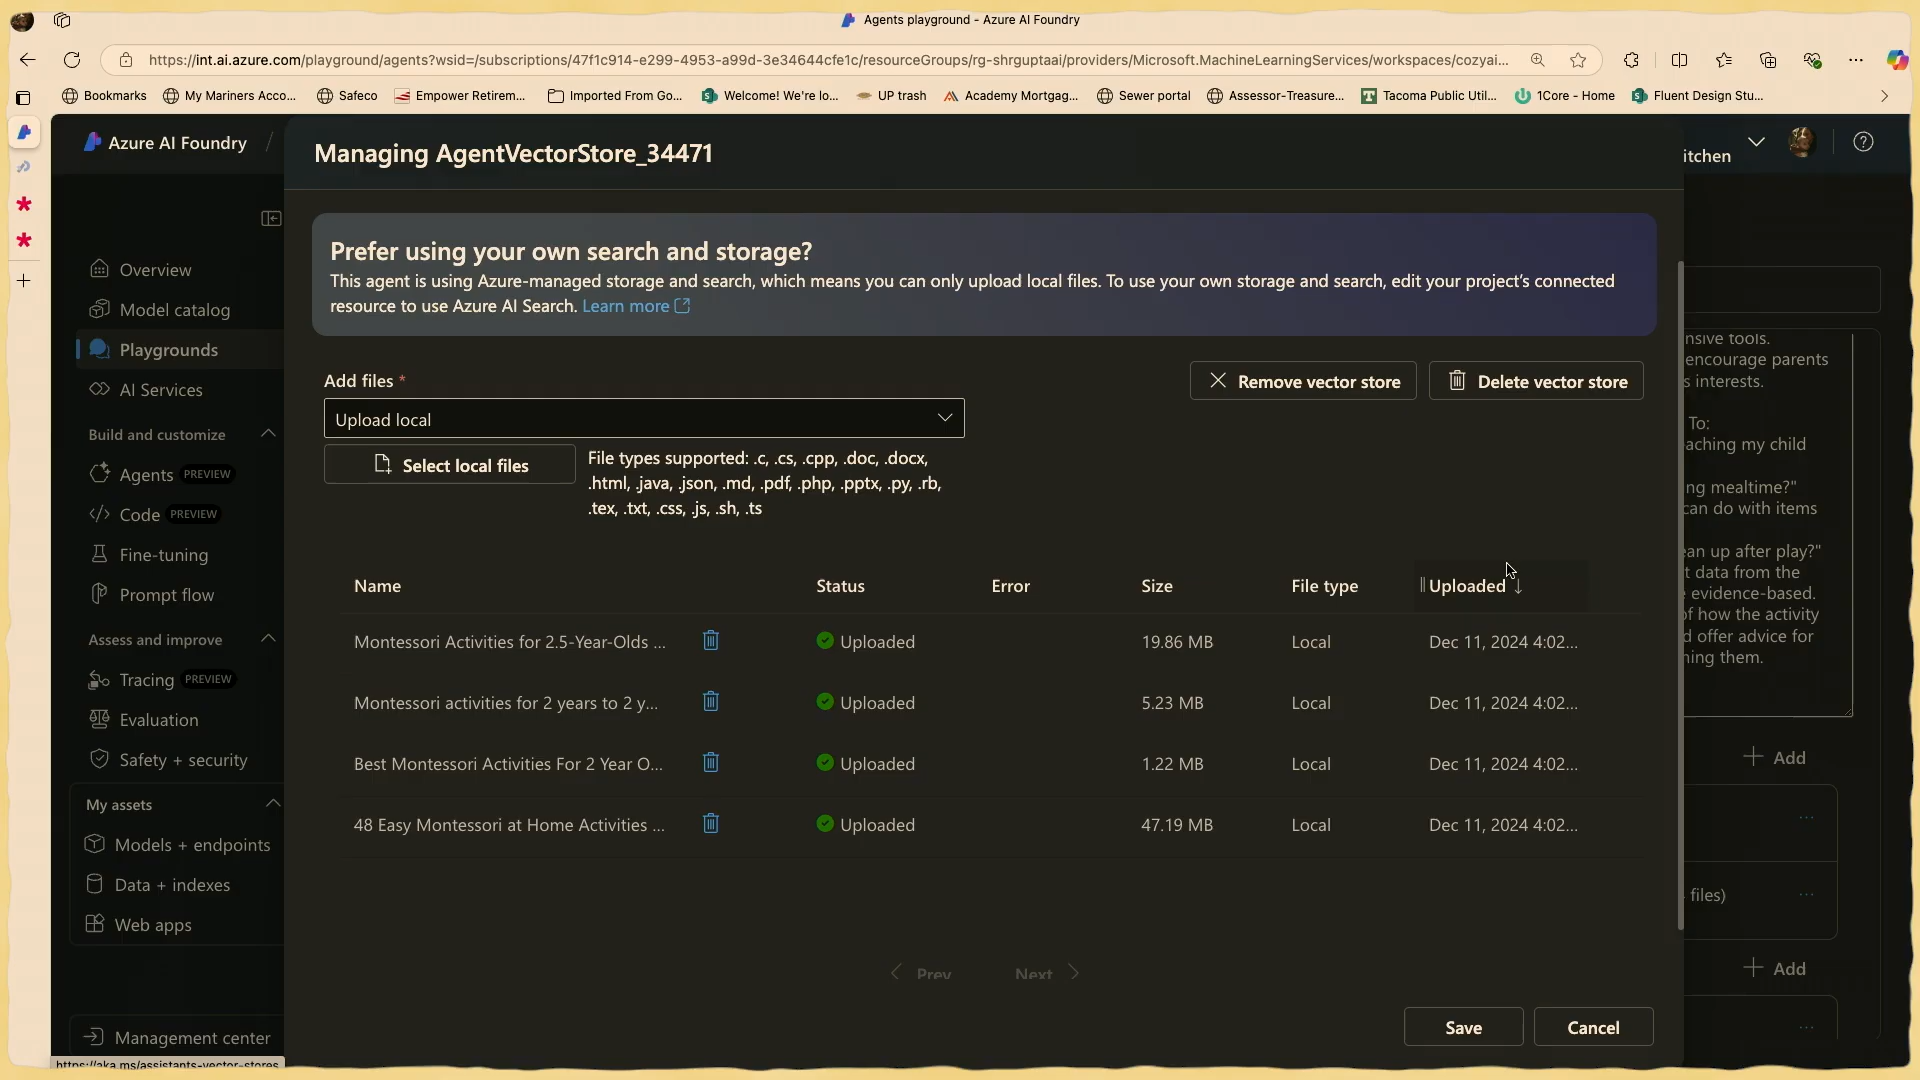 Agents playground - Azure AI Foundry
https://int.ai.azure.com/playground/agents?wsid=/subscriptions/47f1c914-e299-4953-a99d-3e34644cfe1c/resourceGroups/rg-shrguptaai/providers/Microsoft.MachineLearningServices/workspaces/cozyai...
Bookmarks
My Mariners Acco...
Safeco
Empower Retirem...
Imported From Go...
Welcome! We're lo...
UP trash
Academy Mortgag...
Sewer portal
Assessor-Treasure...
Tacoma Public Util...
1Core - Home
Fluent Design Stu...
Azure AI Foundry /
itchen
Overview
Model catalog
Playgrounds
AI Services
Build and customize
Agents PREVIEW
Code PREVIEW
Fine-tuning
Prompt flow
Assess and improve
Tracing PREVIEW
Evaluation
Safety + security
My assets
Models + endpoints
Data + indexes
Web apps
Management center
https://aka.ms/assistants-vector-stores
Managing AgentVectorStore_34471
Prefer using your own search and storage?
This agent is using Azure-managed storage and search, which means you can only upload local files. To use your own storage and search, edit your project's connected
resource to use Azure AI Search. Learn more
Add files *
Remove vector store
Delete vector store
Upload local
Select local files
File types supported: .c, .cs, .cpp, .doc, .docx,
.html, .java, .json, .md, .pdf, .php, .pptx, .py, .rb,
.tex, .txt, .css, .js, .sh, .ts
Name Status Error Size File type Uploaded ↓
Montessori Activities for 2.5-Year-Olds ... Uploaded 19.86 MB Local Dec 11, 2024 4:02...
Montessori activities for 2 years to 2 y... Uploaded 5.23 MB Local Dec 11, 2024 4:02...
Best Montessori Activities For 2 Year O... Uploaded 1.22 MB Local Dec 11, 2024 4:02...
48 Easy Montessori at Home Activities ... Uploaded 47.19 MB Local Dec 11, 2024 4:02...
Prev Next
Save Cancel
nsive tools.
encourage parents
s interests.
To:
eaching my child
ng mealtime?"
can do with items
ean up after play?"
t data from the
evidence-based.
of how the activity
d offer advice for
ning them.
Add
files)
Add